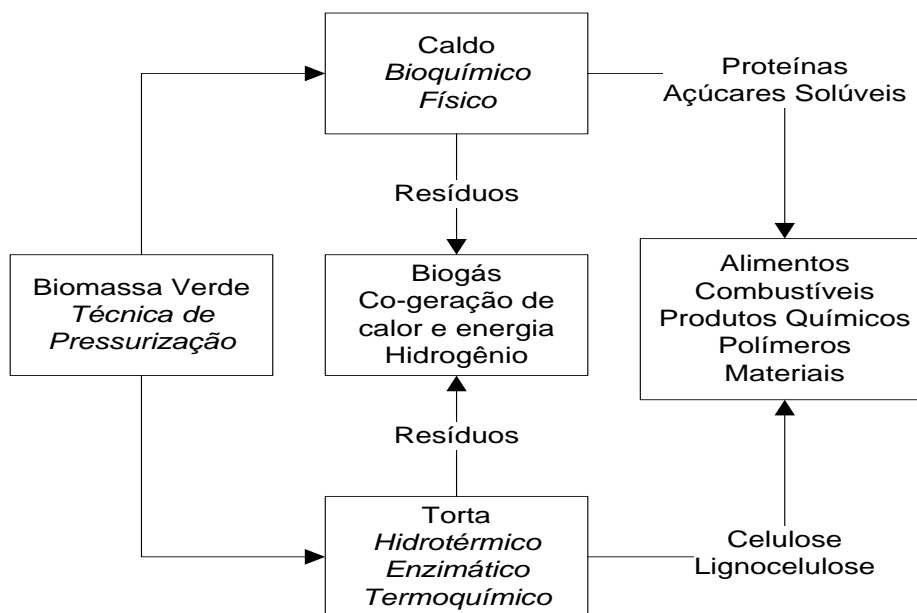 Caldo
Bioquímico
Físico
Proteínas
Açúcares Solúveis
Resíduos
Biomassa Verde
Técnica de
Pressurização
Biogás
Co-geração de
calor e energia
Hidrogênio
Alimentos
Combustíveis
Produtos Químicos
Polímeros
Materiais
Resíduos
Torta
Hidrotérmico
Enzimático
Termoquímico
Celulose
Lignocelulose